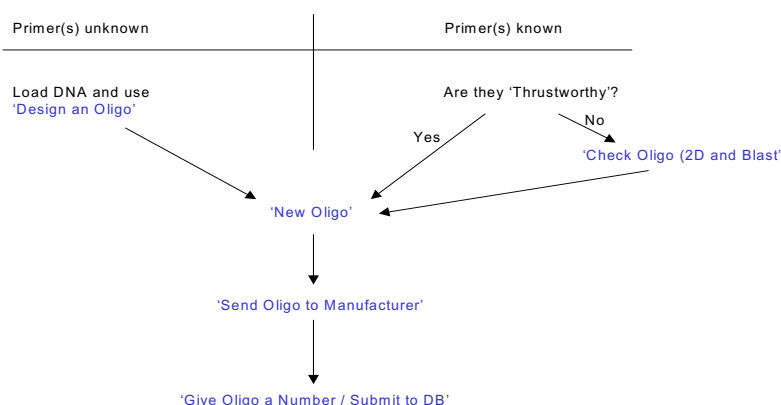 Primer(s) unknown
Primer(s) known
Load DNA and use
‘Design an Oligo’
Are they ‘Thrustworthy’?
Yes
No
‘Check Oligo (2D and Blast’
‘New Oligo’
‘Send Oligo to Manufacturer’
‘Give Oligo a Number / Submit to DB’